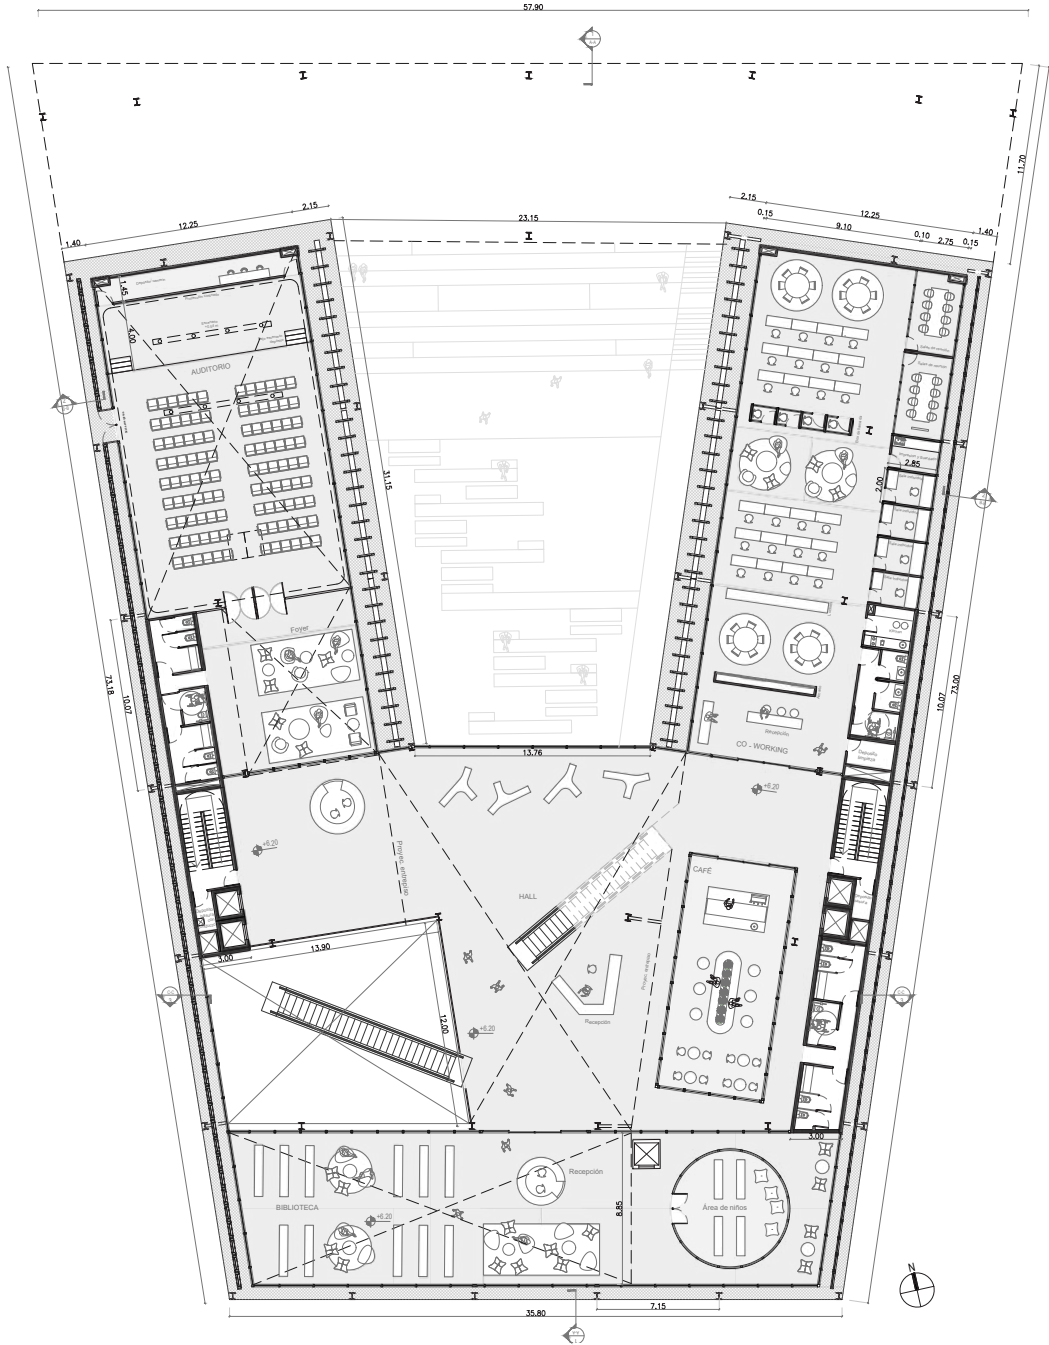 57.90
A-A
11.70
2.15
12.25
1.40
23.15
2.15
0.15
12.25
9.10
0.10
2.75
1.40
0.15
1.45
4.00
AUDITORIO
31.15
2.85
2.00
Foyer
73.18
10.07
10.07
73.00
CO - WORKING
13.76
+6.20
+6.20
Proyec. entrepiso
HALL
CAFÉ
3.00
13.90
12.00
+6.20
Proyec. entrepiso
Recepción
C-C
C-C
3.00
BIBLIOTECA
+6.20
Recepción
8.85
Área de niños
N
7.15
35.80